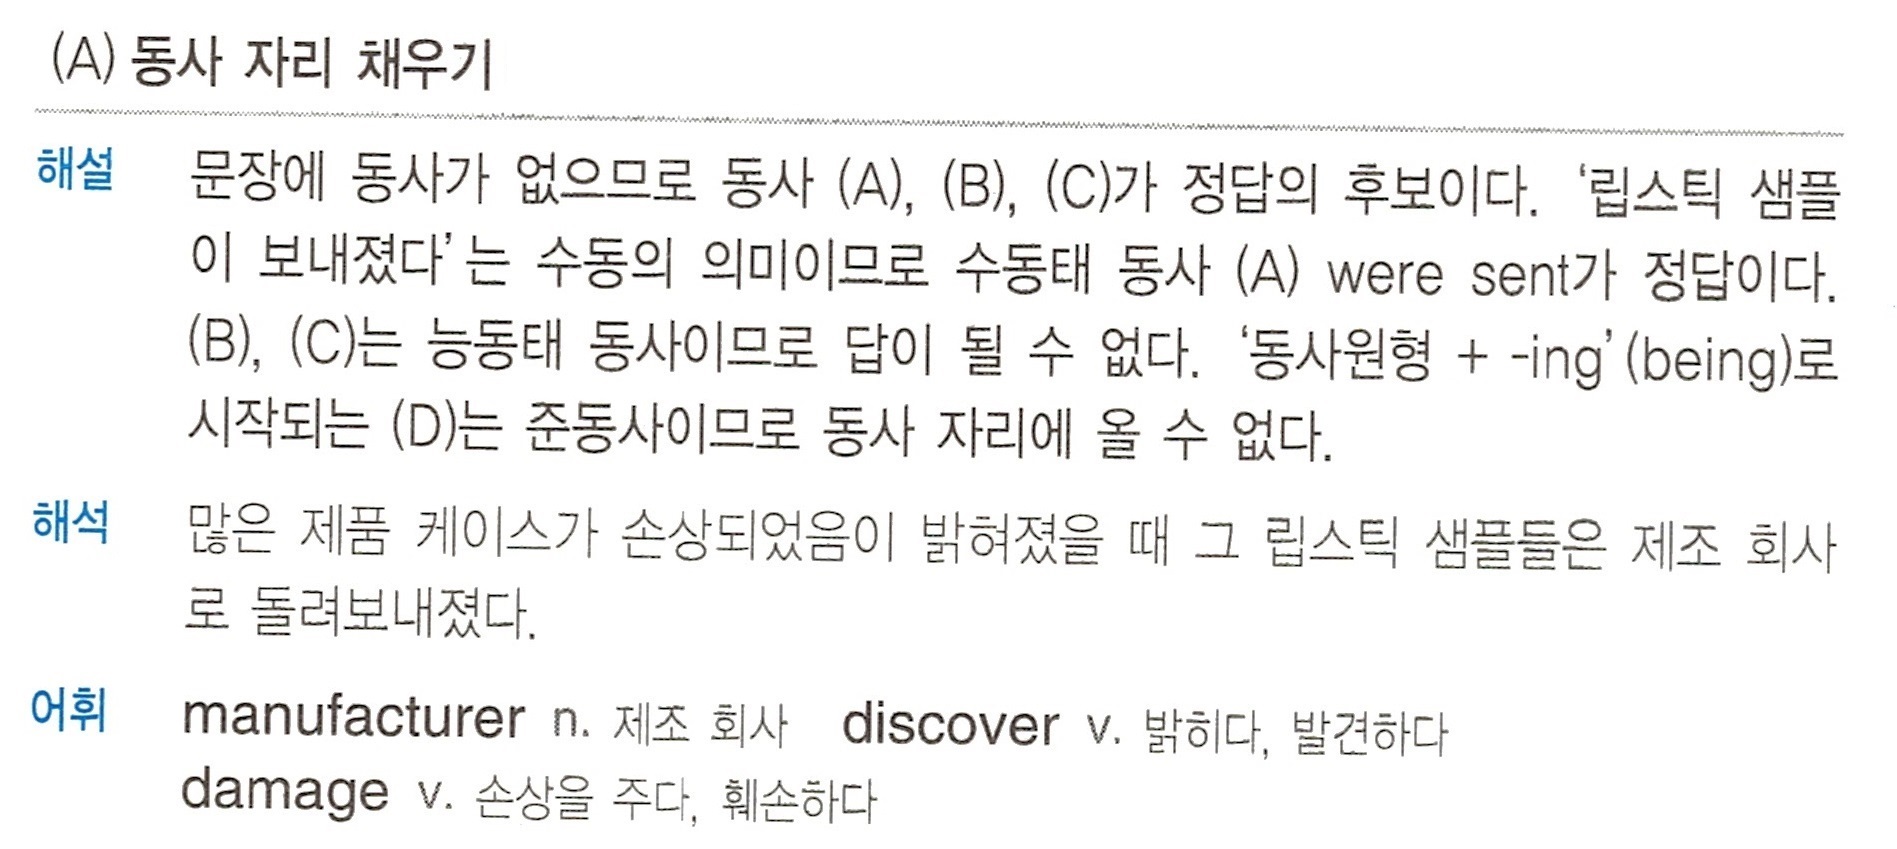 (A) 동사 자리 채우기
해설 문장에 동사가 없으므로 동사 (A), (B), (C)가 정답의 후보이다. ‘립스틱 샘플
이 보내졌다’는 수동의 의미이므로 수동태 동사 (A) were sent가 정답이다.
(B), (C)는 능동태 동사이므로 답이 될 수 없다. ‘동사원형 + -ing’(being)로
시작되는 (D)는 준동사이므로 동사 자리에 올 수 없다.
해석 많은 제품 케이스가 손상되었음이 밝혀졌을 때 그 립스틱 샘플들은 제조 회사
로 돌려보내졌다.
어휘 manufacturer n. 제조 회사 discover v. 밝히다, 발견하다
damage v. 손상을 주다, 훼손하다